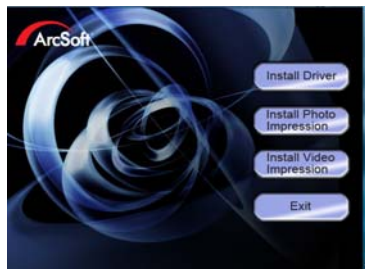 ArcSoft
Install Driver
Install Photo
Impression
Install Video
Impression
Exit